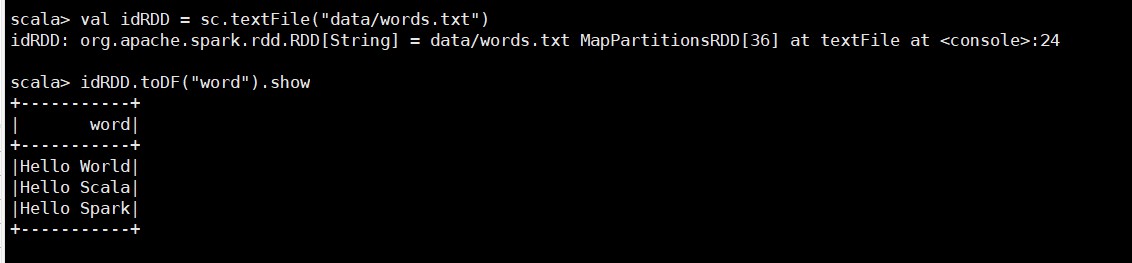 scala> val idRDD = sc.textFile("data/words.txt")
idRDD: org.apache.spark.rdd.RDD[String] = data/words.txt MapPartitionsRDD[36] at textFile at <console>:24
scala> idRDD.toDF("word").show
+-----------+
|       word|
+-----------+
|Hello World|
|Hello Scala|
|Hello Spark|
+-----------+